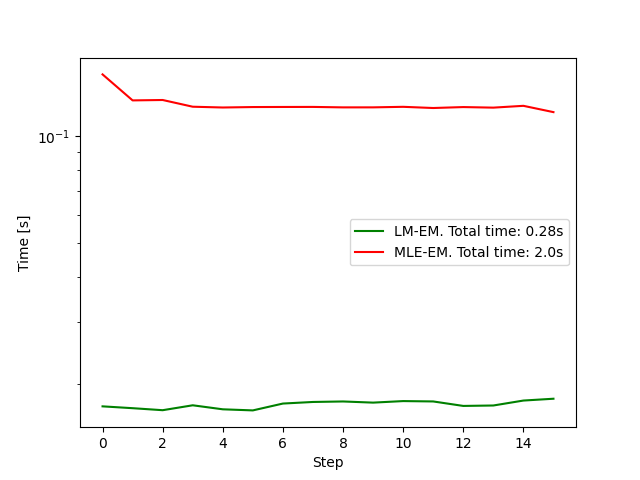 Time [s]
10⁻¹
LM-EM. Total time: 0.28s
MLE-EM. Total time: 2.0s
0 2 4 6 8 10 12 14
Step